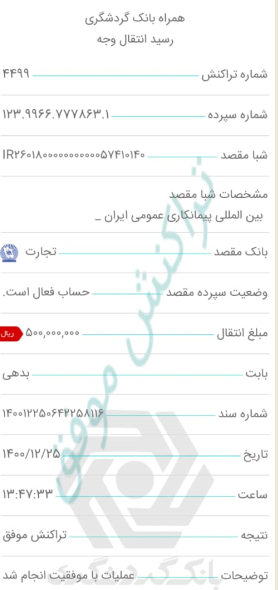 همراه بانک گردشگری
رسید انتقال وجه
شماره تراکنش ۴۴۹۹
شماره سپرده ۱۲۳.۹۹۶۶.۷۷۷۸۶۳.۱
شبا مقصد IR۲۶۰۱۸۰۰۰۰۰۰۰۰۰۰۰۵۷۴۱۰۱۴۰
مشخصات شبا مقصد
بین المللی پیمانکاری عمومی ایران _
بانک مقصد تجارت
وضعیت سپرده مقصد حساب فعال است.
مبلغ انتقال ۵۰۰,۰۰۰,۰۰۰ ریال
بابت بدهی
شماره سند ۱۴۰۰۱۲۲۵۰۶۴۲۲۵۸۱۱۶
تاریخ ۱۴۰۰/۱۲/۲۵
ساعت ۱۳:۴۷:۳۳
نتیجه تراکنش موفق
توضیحات عملیات با موفقیت انجام شد
تراکنش موفق
بانک گردشگری